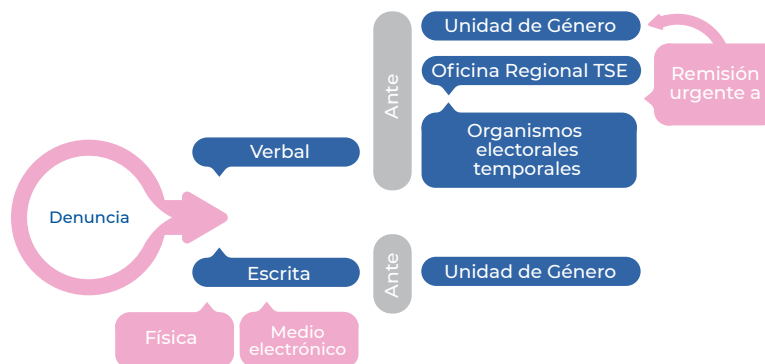 Unidad de Género
Oficina Regional TSE
Remisión
urgente a
Ante
Organismos
electorales
temporales
Verbal
Denuncia
Escrita
Ante
Unidad de Género
Física
Medio
electrónico